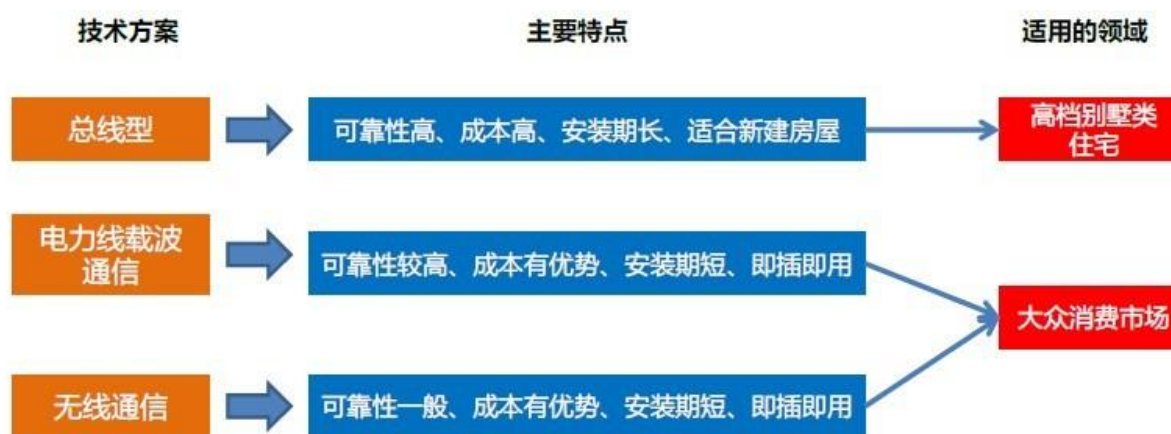 技术方案
主要特点
适用的领域
总线型
可靠性高、成本高、安装期长、适合新建房屋
高档别墅类
住宅
电力线载波
通信
可靠性较高、成本有优势、安装期短、即插即用
大众消费市场
无线通信
可靠性一般、成本有优势、安装期短、即插即用